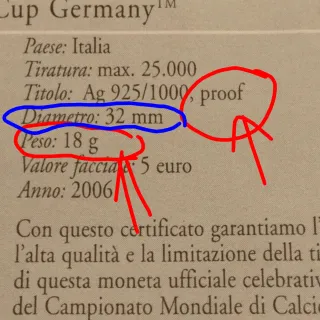 Cup Germany™
Paese: Italia
Tiratura: max. 25.000
Titolo: Ag 925/1000, proof
Diametro: 32 mm
Peso: 18 g
Valore facciale: 5 euro
Anno: 2006
Con questo certificato garantiamo l'
l'alta qualità e la limitazione della ti
di questa moneta ufficiale celebrativ
del Campionato Mondiale di Calcio